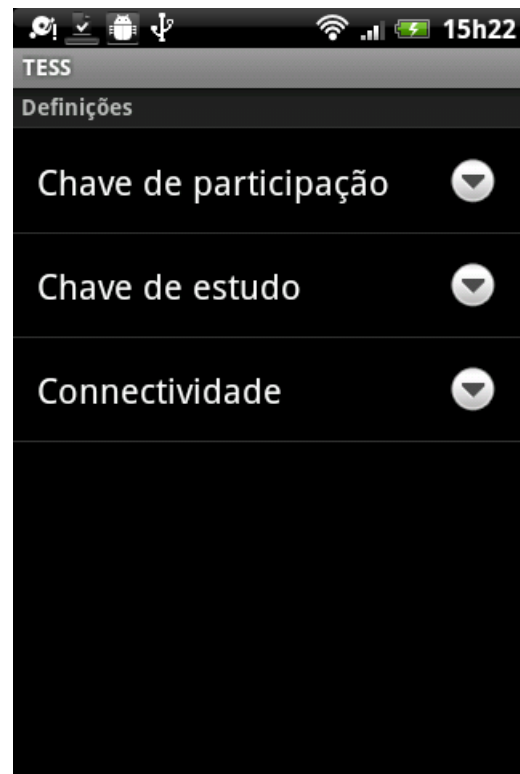 15h22
TESS
Definições
Chave de participação
Chave de estudo
Connectividade